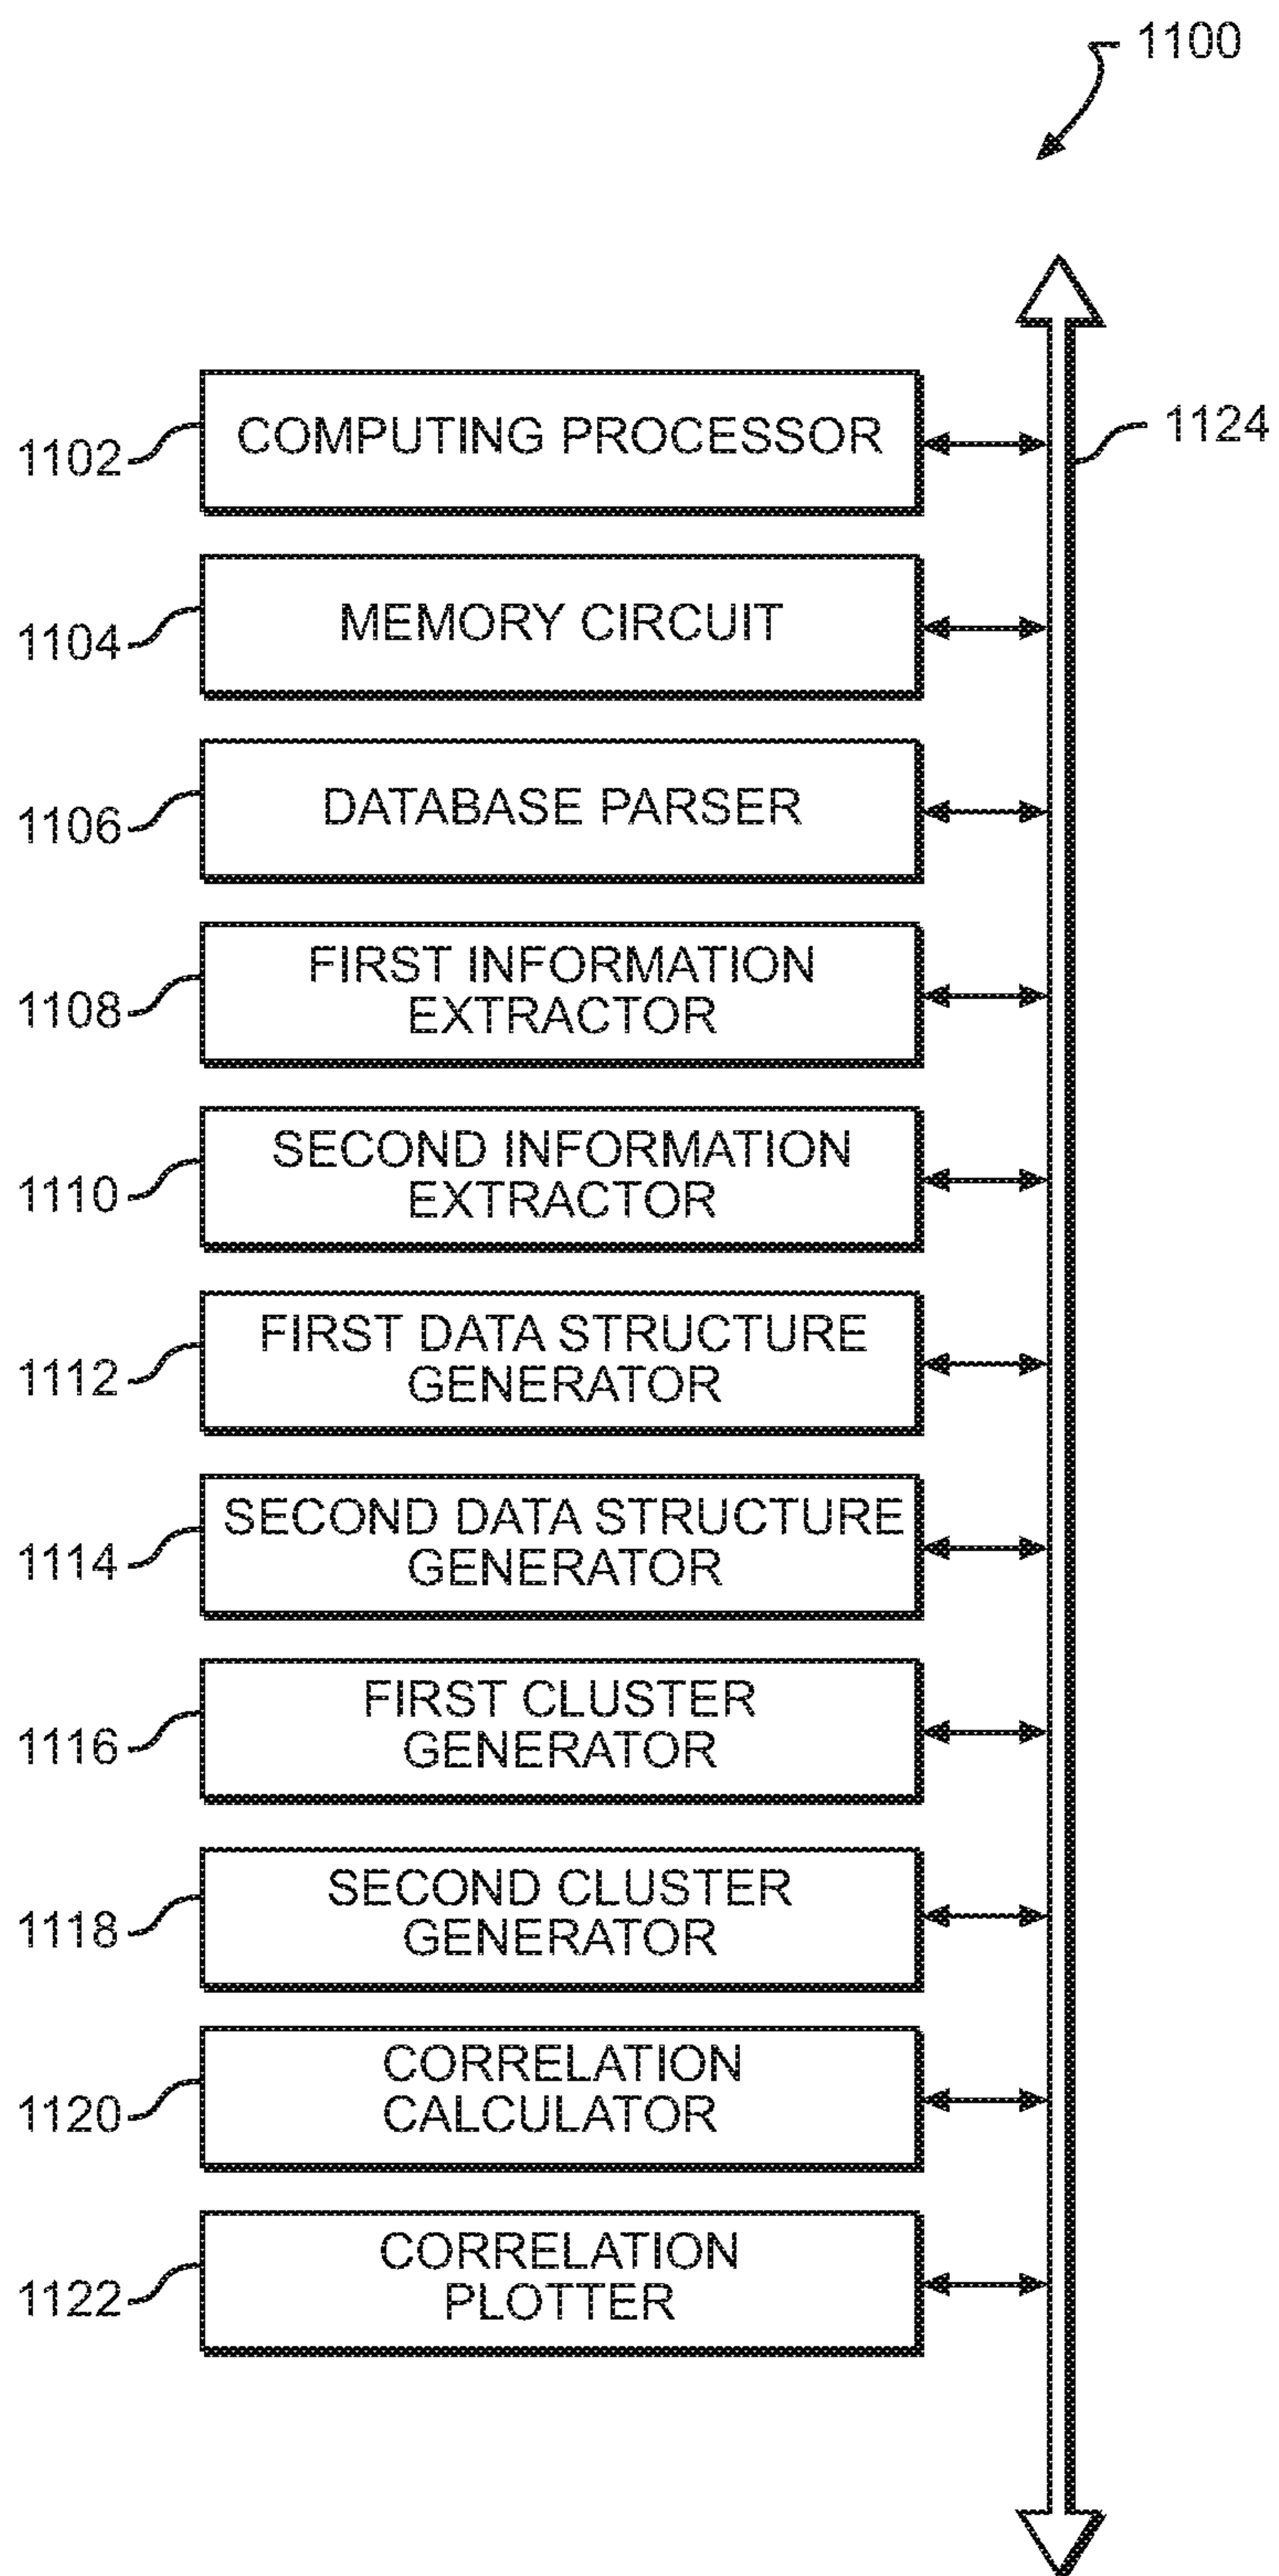 1100
1124
1102
COMPUTING PROCESSOR
1104
MEMORY CIRCUIT
1106
DATABASE PARSER
1108
FIRST INFORMATION
EXTRACTOR
1110
SECOND INFORMATION
EXTRACTOR
1112
FIRST DATA STRUCTURE
GENERATOR
1114
SECOND DATA STRUCTURE
GENERATOR
1116
FIRST CLUSTER
GENERATOR
1118
SECOND CLUSTER
GENERATOR
1120
CORRELATION
CALCULATOR
1122
CORRELATION
PLOTTER